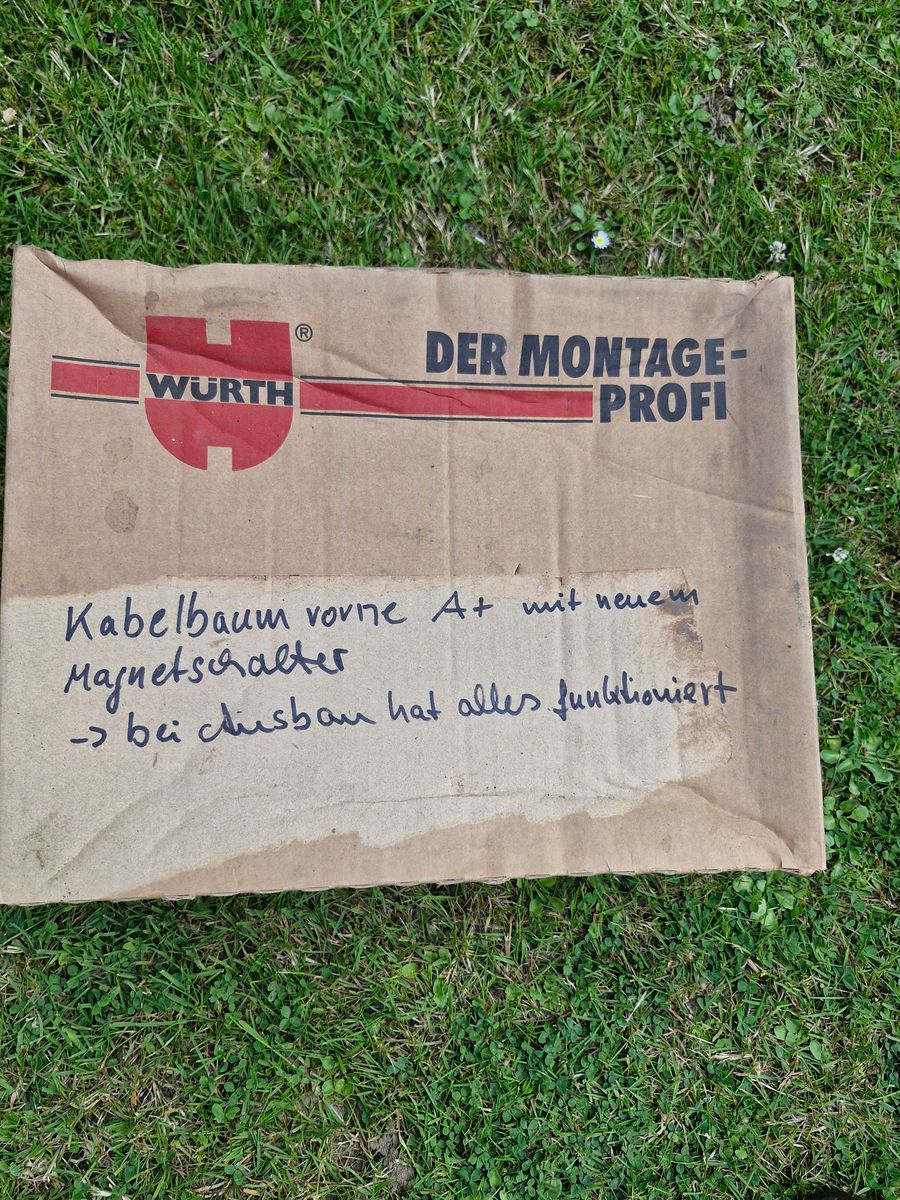 WÜRTH®
DER MONTAGE-
PROFI
Kabelbaum vorne A+ mit neuem
Magnetschalter
-> bei Ausbau hat alles funktioniert